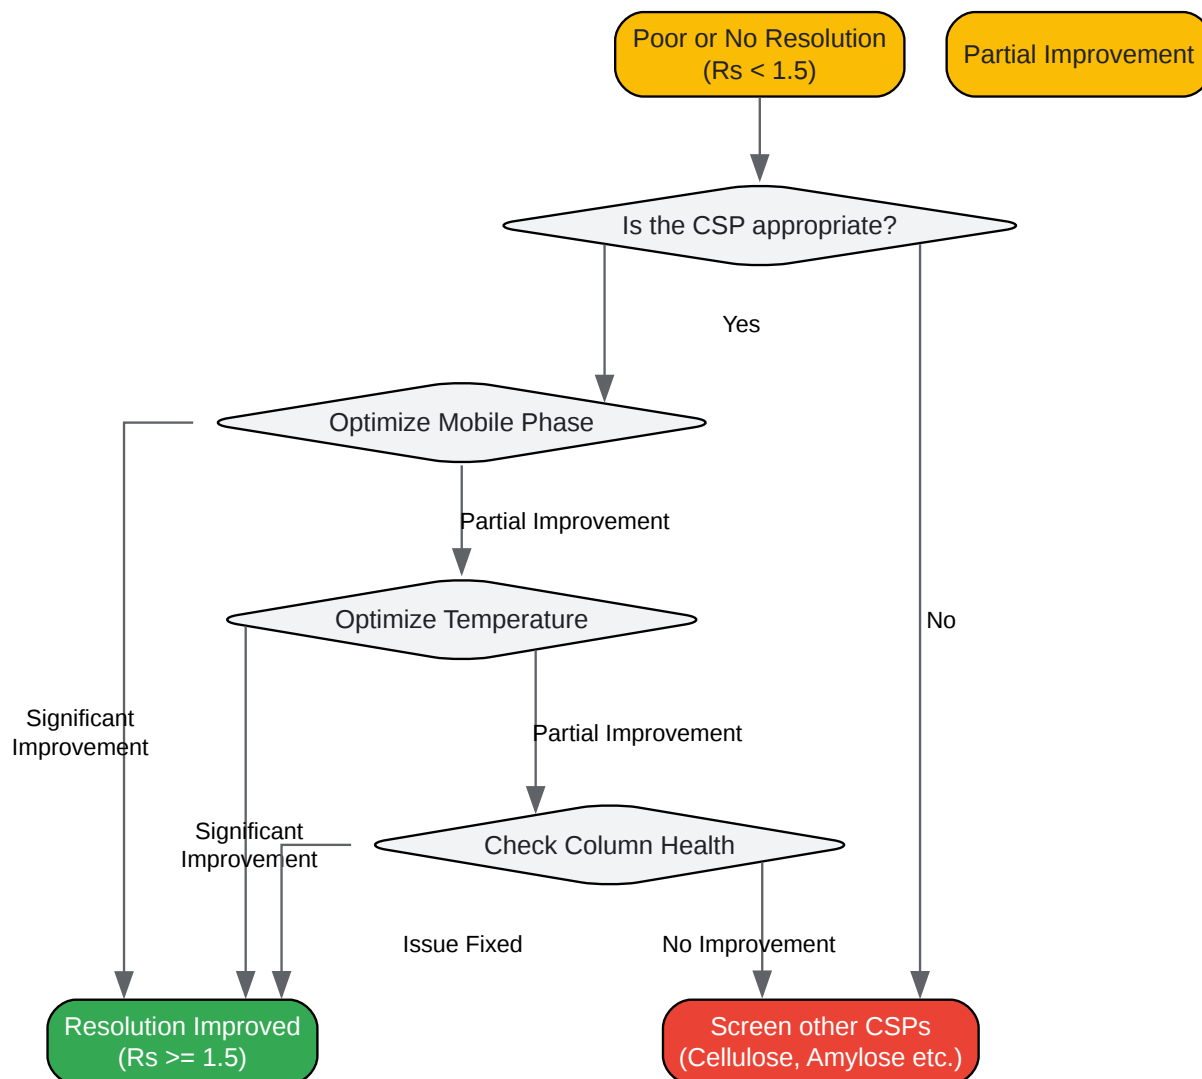 Poor or No Resolution
(Rs < 1.5)
Partial Improvement
Is the CSP appropriate?
Yes
Optimize Mobile Phase
Partial Improvement
Optimize Temperature
No
Significant
Improvement
Partial Improvement
Significant
Improvement
Check Column Health
Issue Fixed
No Improvement
Resolution Improved
(Rs >= 1.5)
Screen other CSPs
(Cellulose, Amylose etc.)